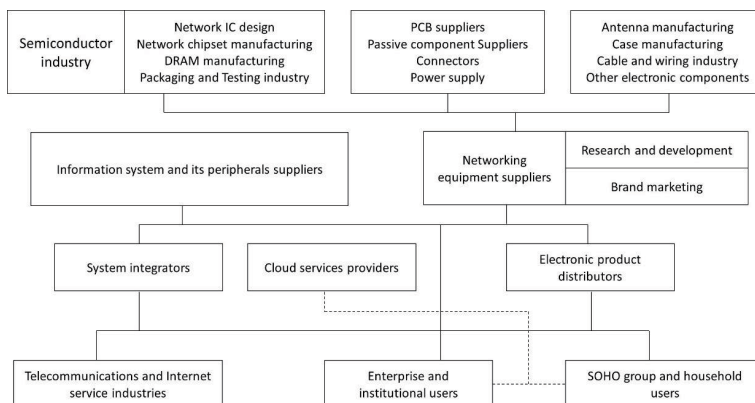 Semiconductor
industry
Network IC design
Network chipset manufacturing
DRAM manufacturing
Packaging and Testing industry
PCB suppliers
Passive component Suppliers
Connectors
Power supply
Antenna manufacturing
Case manufacturing
Cable and wiring industry
Other electronic components
Information system and its peripherals suppliers
Networking
equipment suppliers
Research and development
Brand marketing
System integrators
Cloud services providers
Electronic product
distributors
Telecommunications and Internet
service industries
Enterprise and
institutional users
SOHO group and household
users